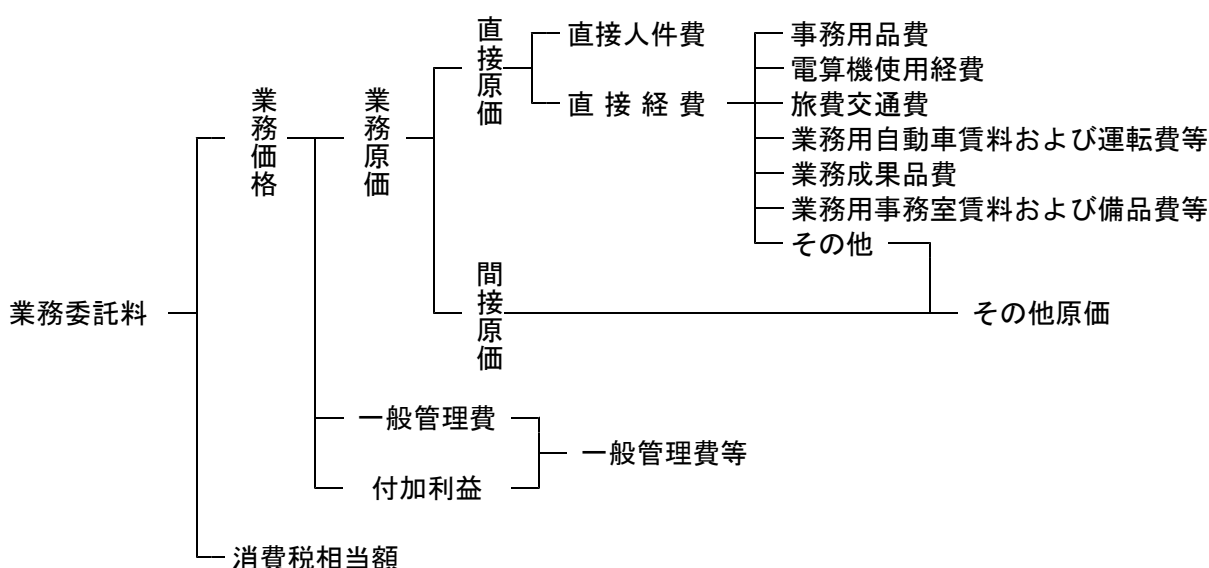 業務委託料
業務価格
業務原価
直接原価
直接人件費
直接経費
事務用品費
電算機使用経費
旅費交通費
業務用自動車賃料および運転費等
業務成果品費
業務用事務室賃料および備品費等
その他
間接原価
その他原価
一般管理費
付加利益
一般管理費等
消費税相当額